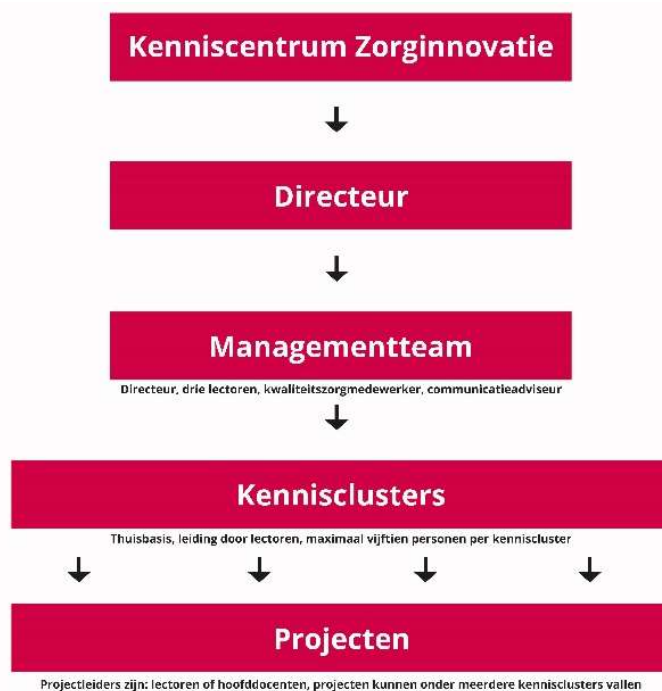 Kenniscentrum Zorginnovatie
Directeur
Managementteam
Directeur, drie lectoren, kwaliteitszorgmedewerker, communicatieadviseur
Kennisclusters
Thuisbasis, leiding door lectoren, maximaal vijftien personen per kenniscluster
Projecten
Projectleiders zijn: lectoren of hoofddocenten, projecten kunnen onder meerdere kennisclusters vallen